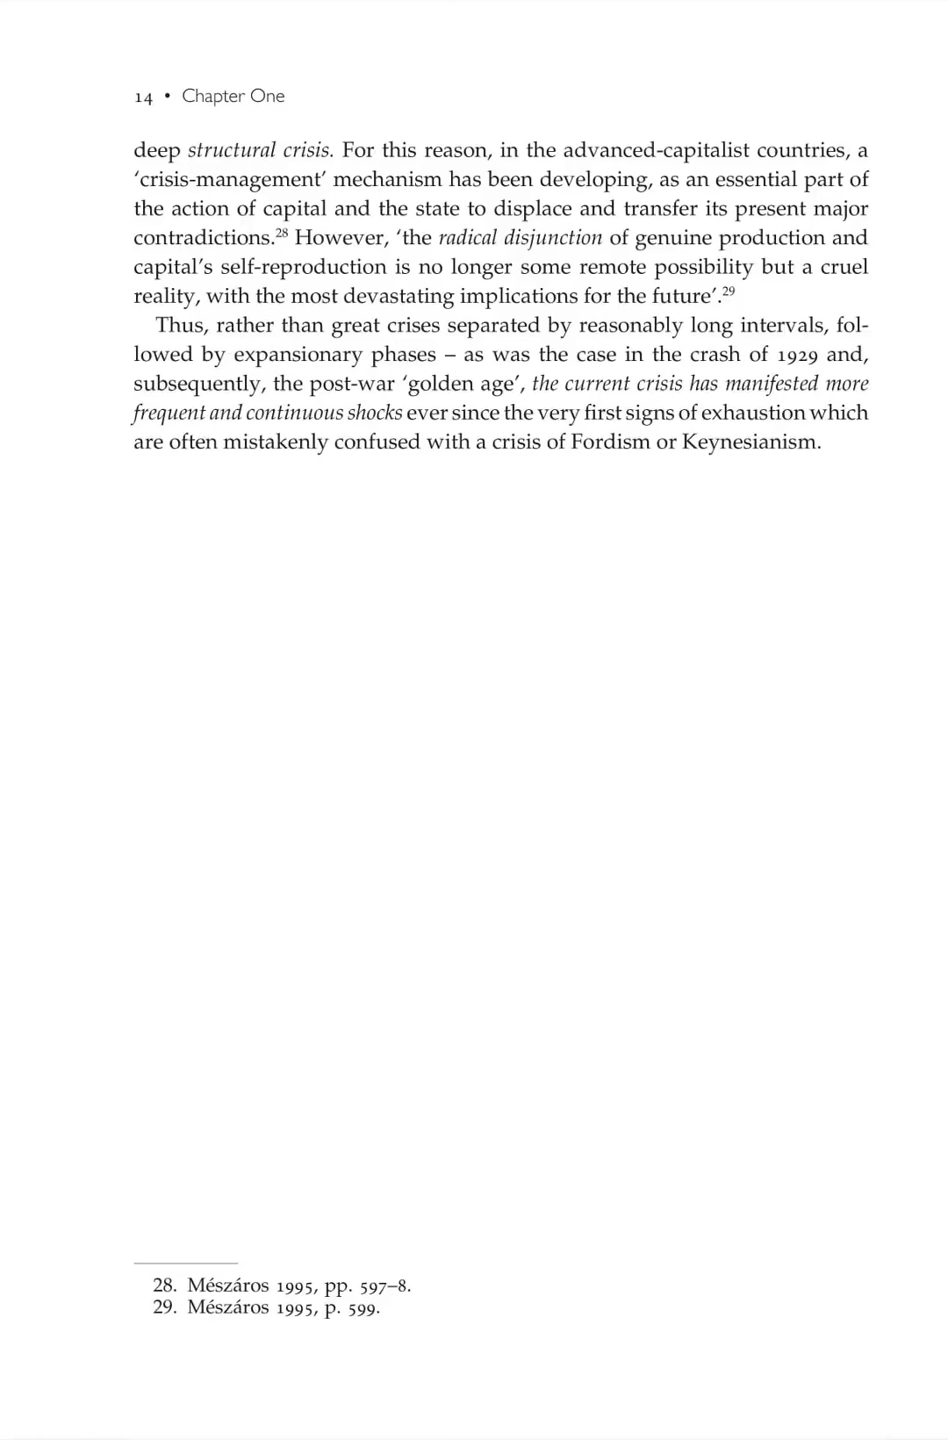 14 • Chapter One
deep structural crisis. For this reason, in the advanced-capitalist countries, a
‘crisis-management’ mechanism has been developing, as an essential part of
the action of capital and the state to displace and transfer its present major
contradictions.28 However, ‘the radical disjunction of genuine production and
capital’s self-reproduction is no longer some remote possibility but a cruel
reality, with the most devastating implications for the future’.29
Thus, rather than great crises separated by reasonably long intervals, fol-
lowed by expansionary phases – as was the case in the crash of 1929 and,
subsequently, the post-war ‘golden age’, the current crisis has manifested more
frequent and continuous shocks ever since the very first signs of exhaustion which
are often mistakenly confused with a crisis of Fordism or Keynesianism.
28. Mészáros 1995, pp. 597–8.
29. Mészáros 1995, p. 599.